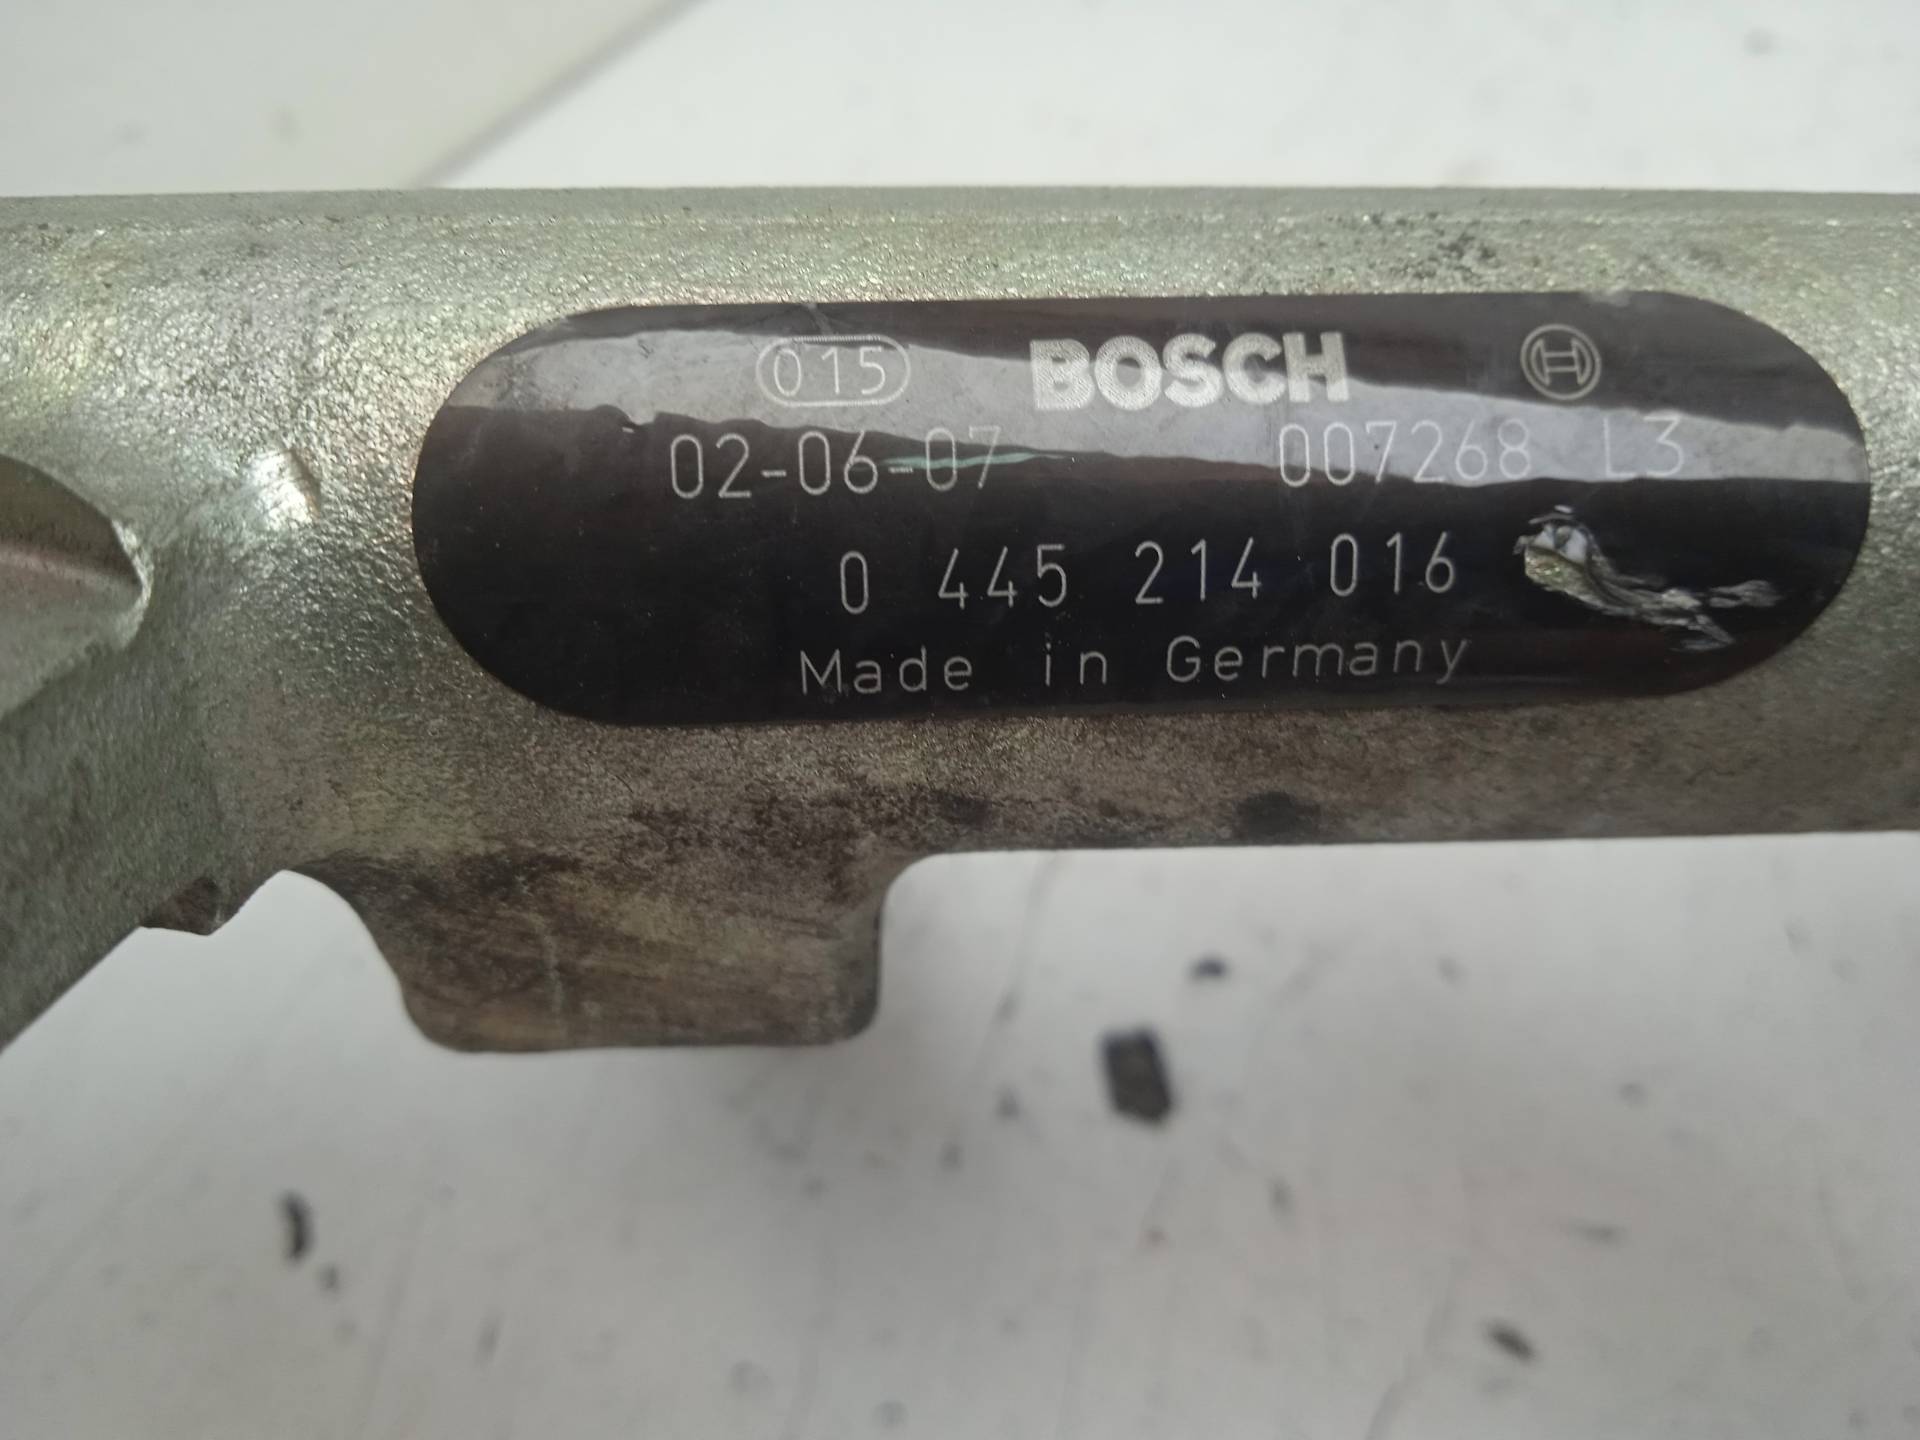 015 BOSCH
02-06-07 007268 L3
0 445 214 016
Made in Germany